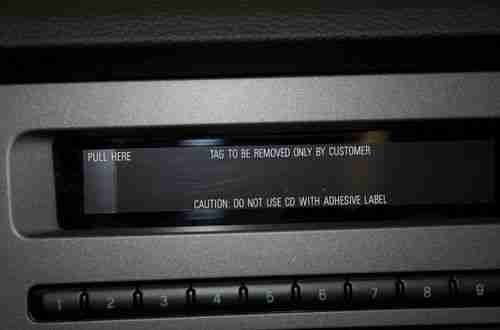 PULL HERE TAG TO BE REMOVED ONLY BY CUSTOMER
CAUTION: DO NOT USE CD WITH ADHESIVE LABEL
1 2 3 4 5 6 7 8 9